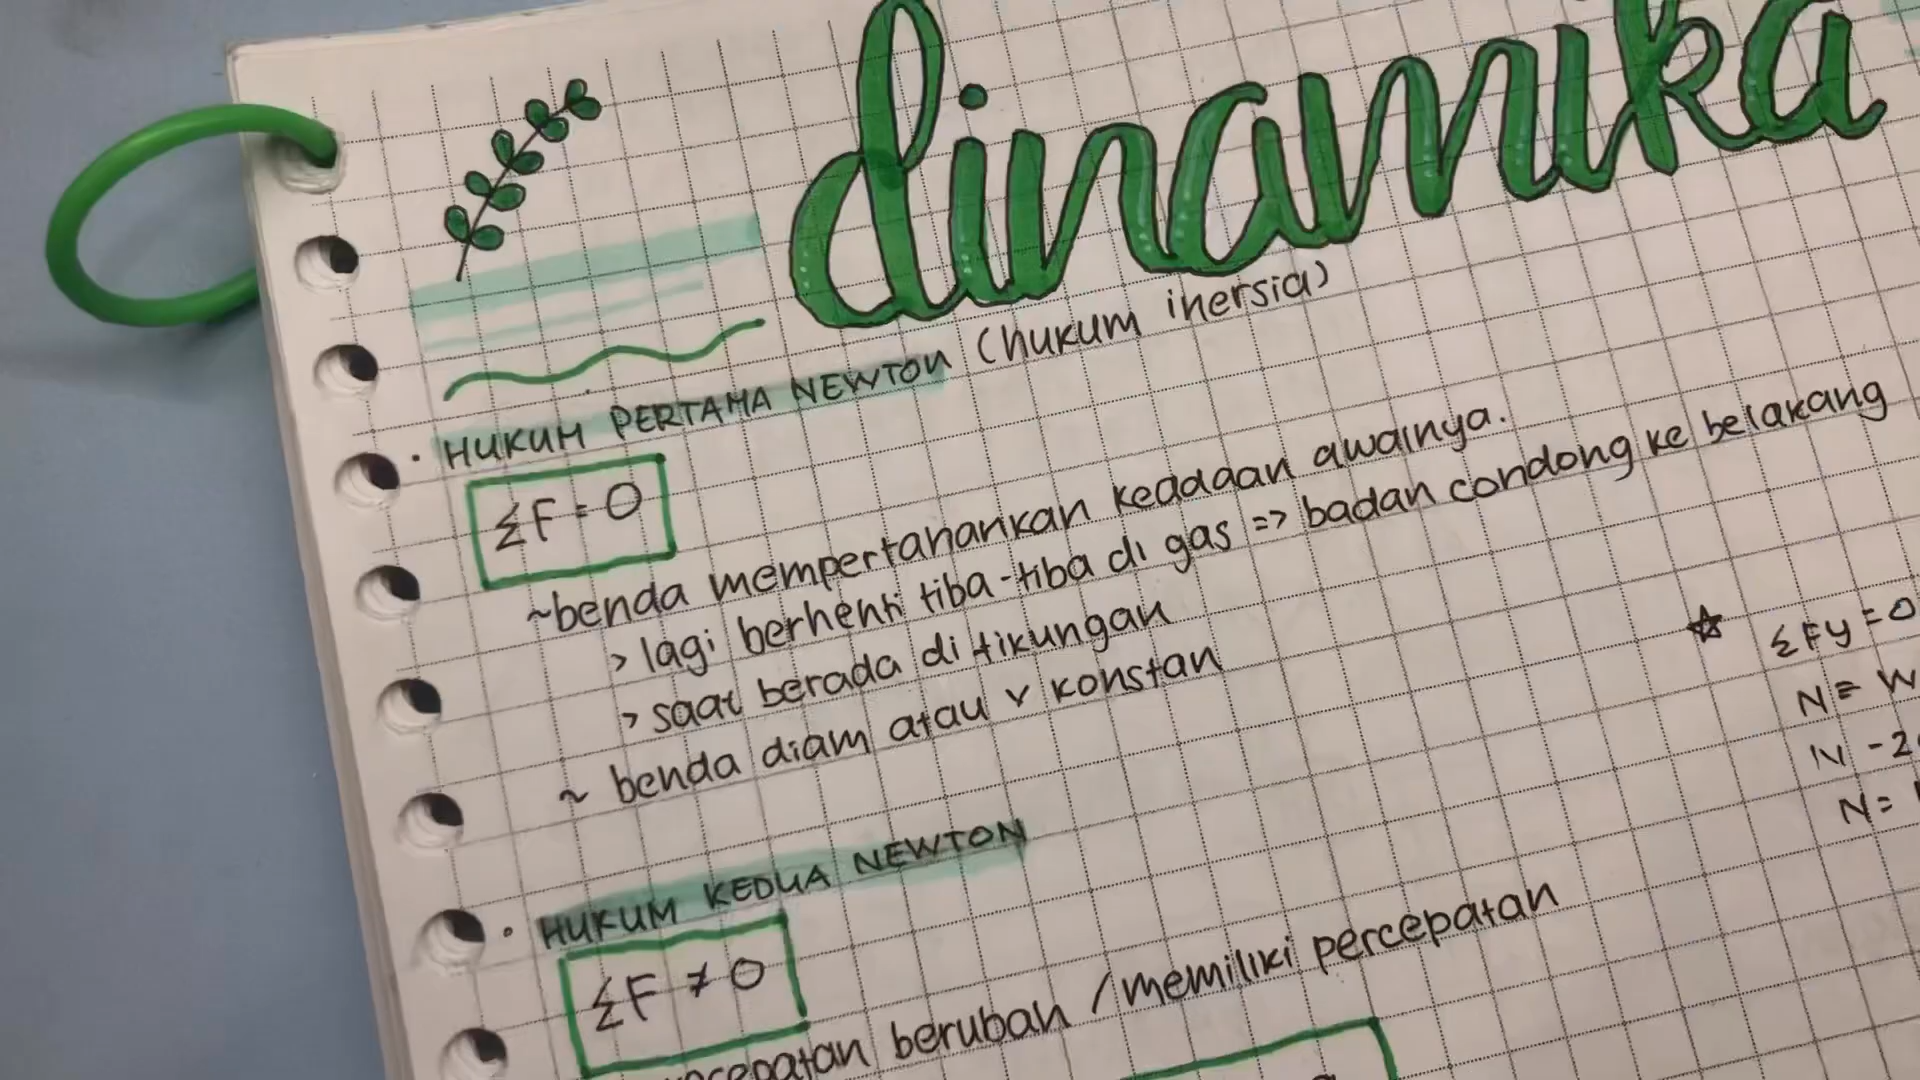 dinamika
• HUKUM PERTAMA NEWTON (hukum inersia)
ΣF = 0
~benda mempertahankan keadaan awalnya.
> lagi berhenti tiba-tiba di gas => badan condong ke belakang
> saat berada di tikungan
~ benda diam atau v konstan
☆ ΣFy = 0
N = W
N - 2
N =
• HUKUM KEDUA NEWTON
ΣF ≠ 0
berubah / memiliki percepatan